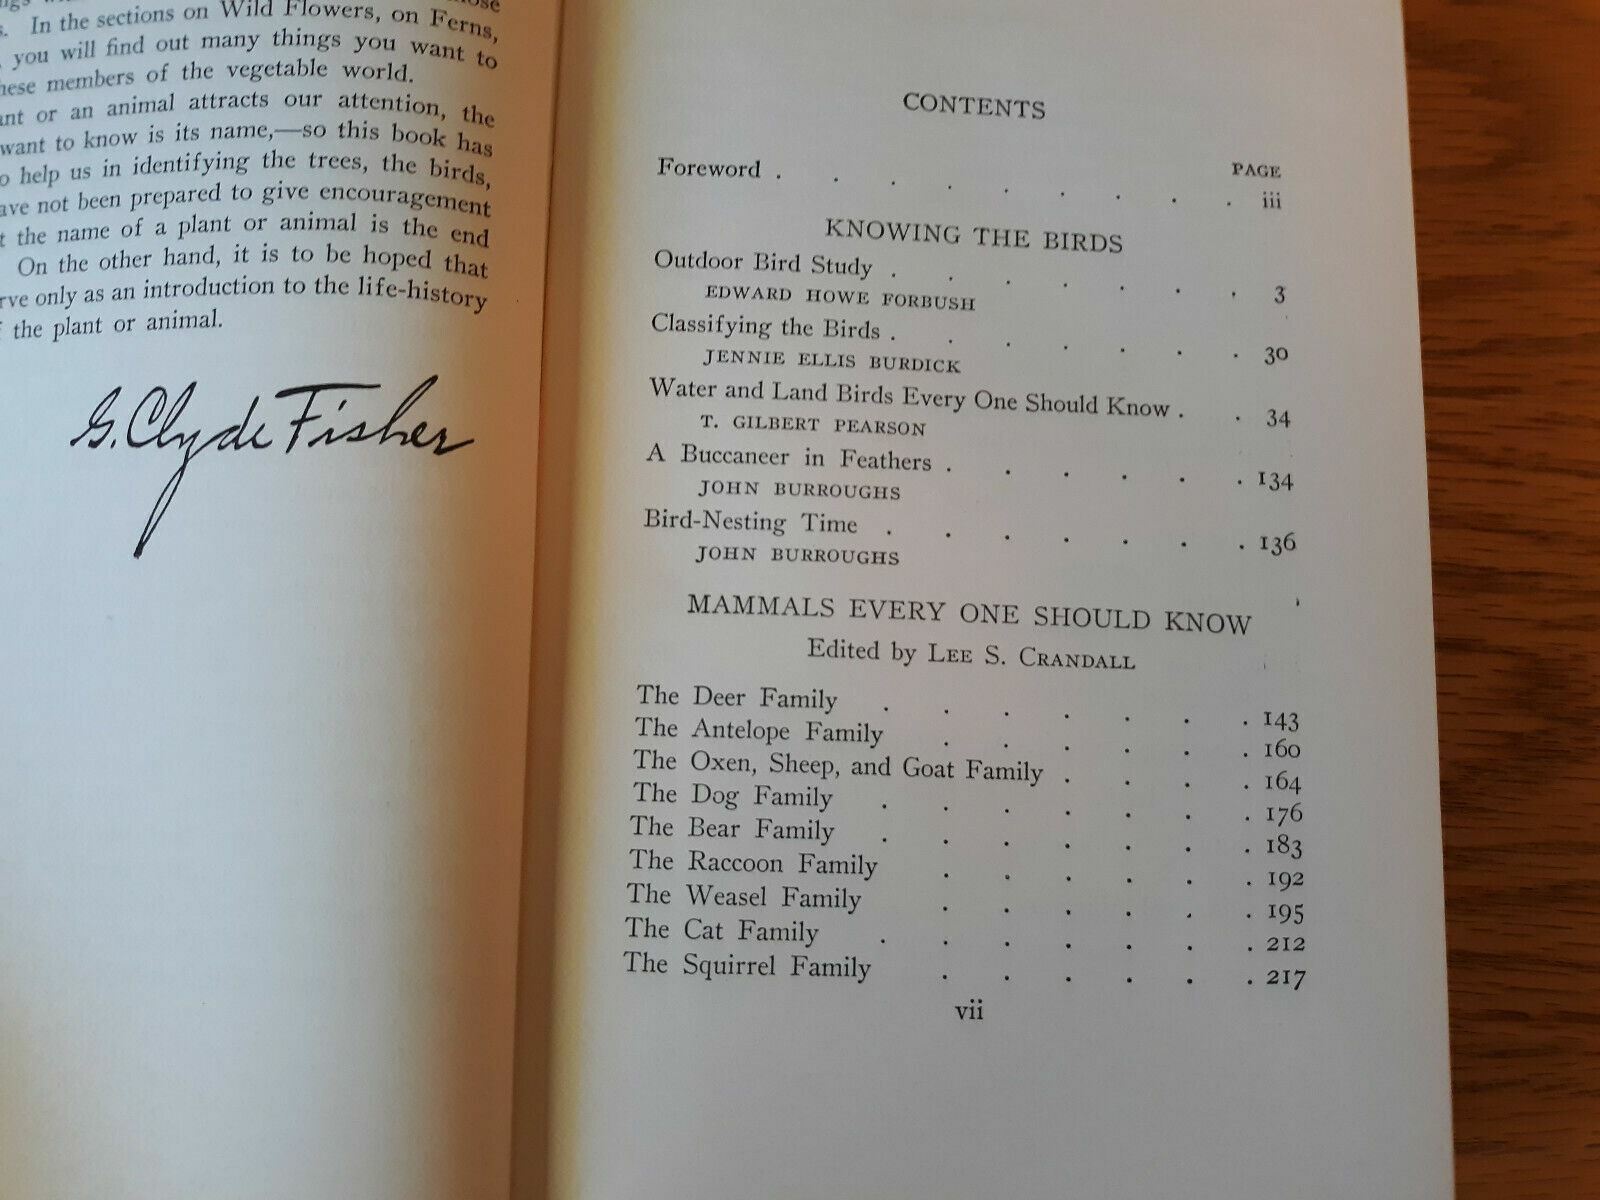 In the sections on Wild Flowers, on Ferns,
you will find out many things you want to
these members of the vegetable world.
or an animal attracts our attention, the
want to know is its name,—so this book has
help us in identifying the trees, the birds,
not been prepared to give encouragement
the name of a plant or animal is the end
On the other hand, it is to be hoped that
only as an introduction to the life-history
the plant or animal.
G. Clyde Fisher
CONTENTS
PAGE
Foreword . . . . . . . . . iii
KNOWING THE BIRDS
Outdoor Bird Study . . . . . . . 3
EDWARD HOWE FORBUSH
Classifying the Birds . . . . . . . 30
JENNIE ELLIS BURDICK
Water and Land Birds Every One Should Know . . 34
T. GILBERT PEARSON
A Buccaneer in Feathers . . . . . . 134
JOHN BURROUGHS
Bird-Nesting Time . . . . . . . 136
JOHN BURROUGHS
MAMMALS EVERY ONE SHOULD KNOW
Edited by LEE S. CRANDALL
The Deer Family . . . . . . . 143
The Antelope Family . . . . . . 160
The Oxen, Sheep, and Goat Family . . . . 164
The Dog Family . . . . . . . 176
The Bear Family . . . . . . . 183
The Raccoon Family . . . . . . 192
The Weasel Family . . . . . . 195
The Cat Family . . . . . . . 212
The Squirrel Family . . . . . . 217
vii